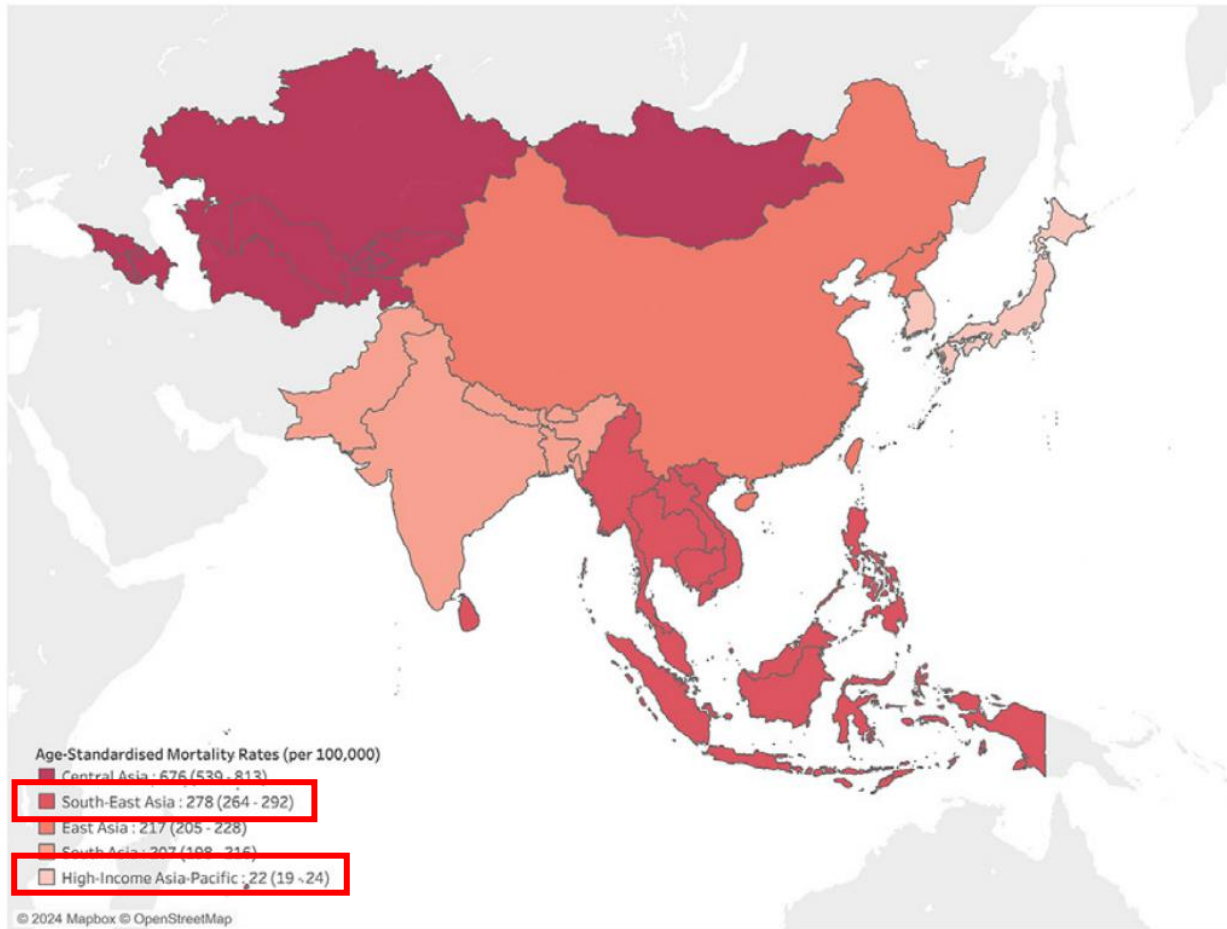 Age-Standardised Mortality Rates (per 100,000)
Central Asia : 676 (539 - 813)
South-East Asia : 278 (264 - 292)
East Asia : 217 (205 - 228)
South Asia : 207 (198 - 216)
High-Income Asia-Pacific : 22 (19 - 24)
© 2024 Mapbox © OpenStreetMap